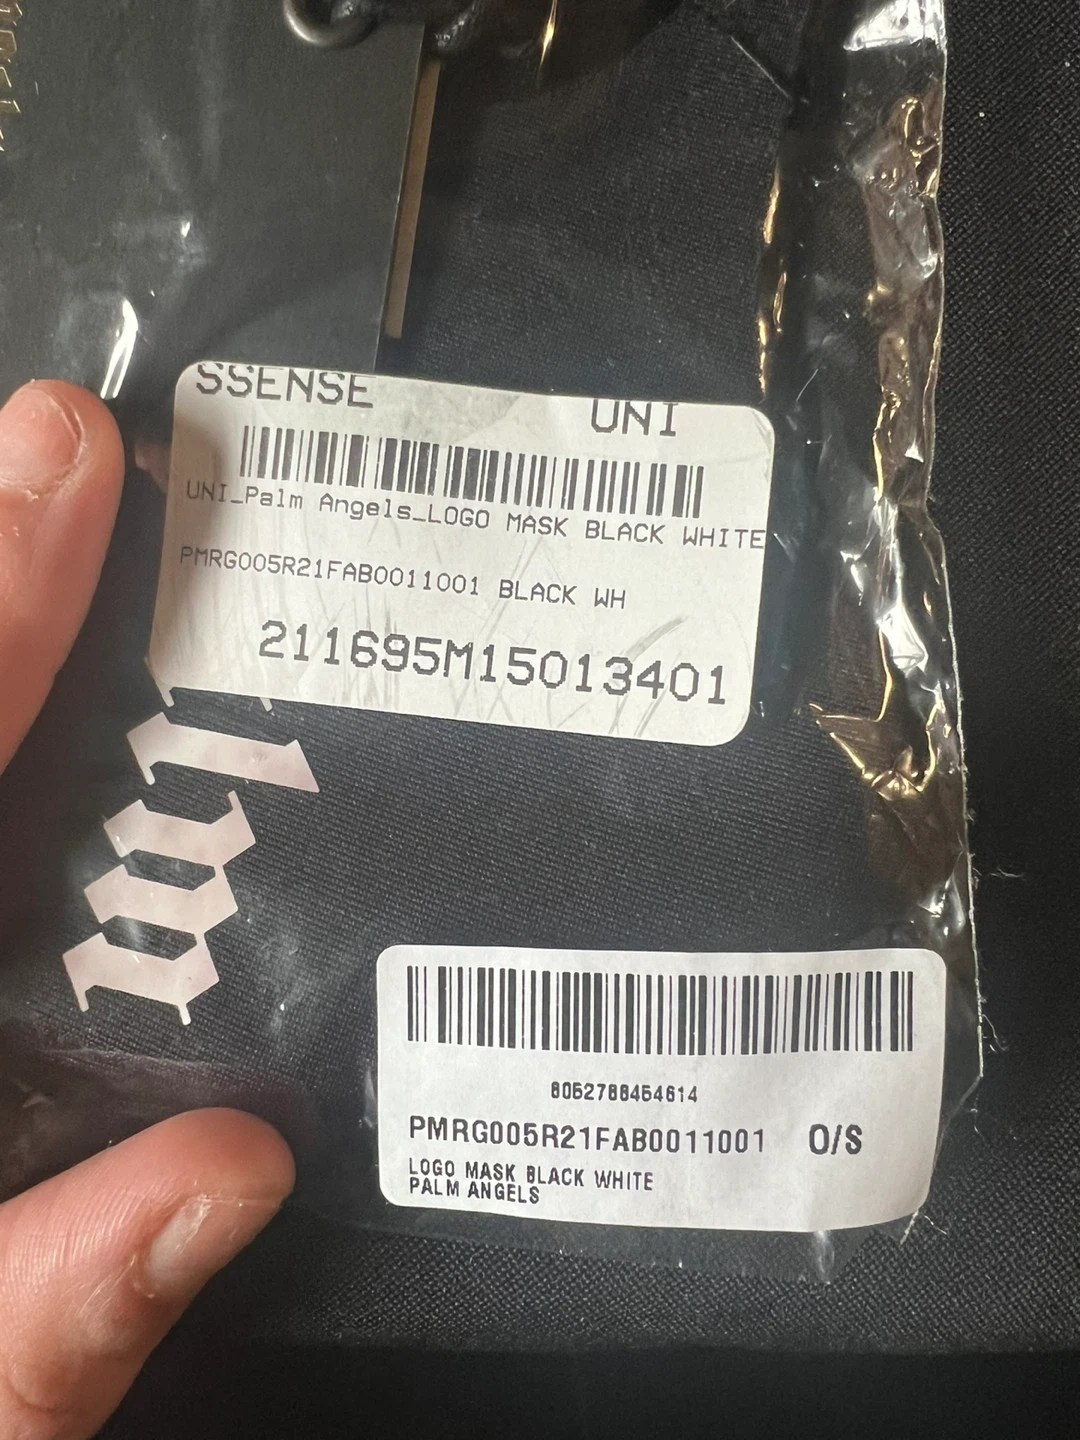 SSENSE UNI
UNI_Palm Angels_LOGO MASK BLACK WHITE
PMRG005R21FAB0011001 BLACK WH
211695M15013401
8052788454614
PMRG005R21FAB0011001 O/S
LOGO MASK BLACK WHITE
PALM ANGELS